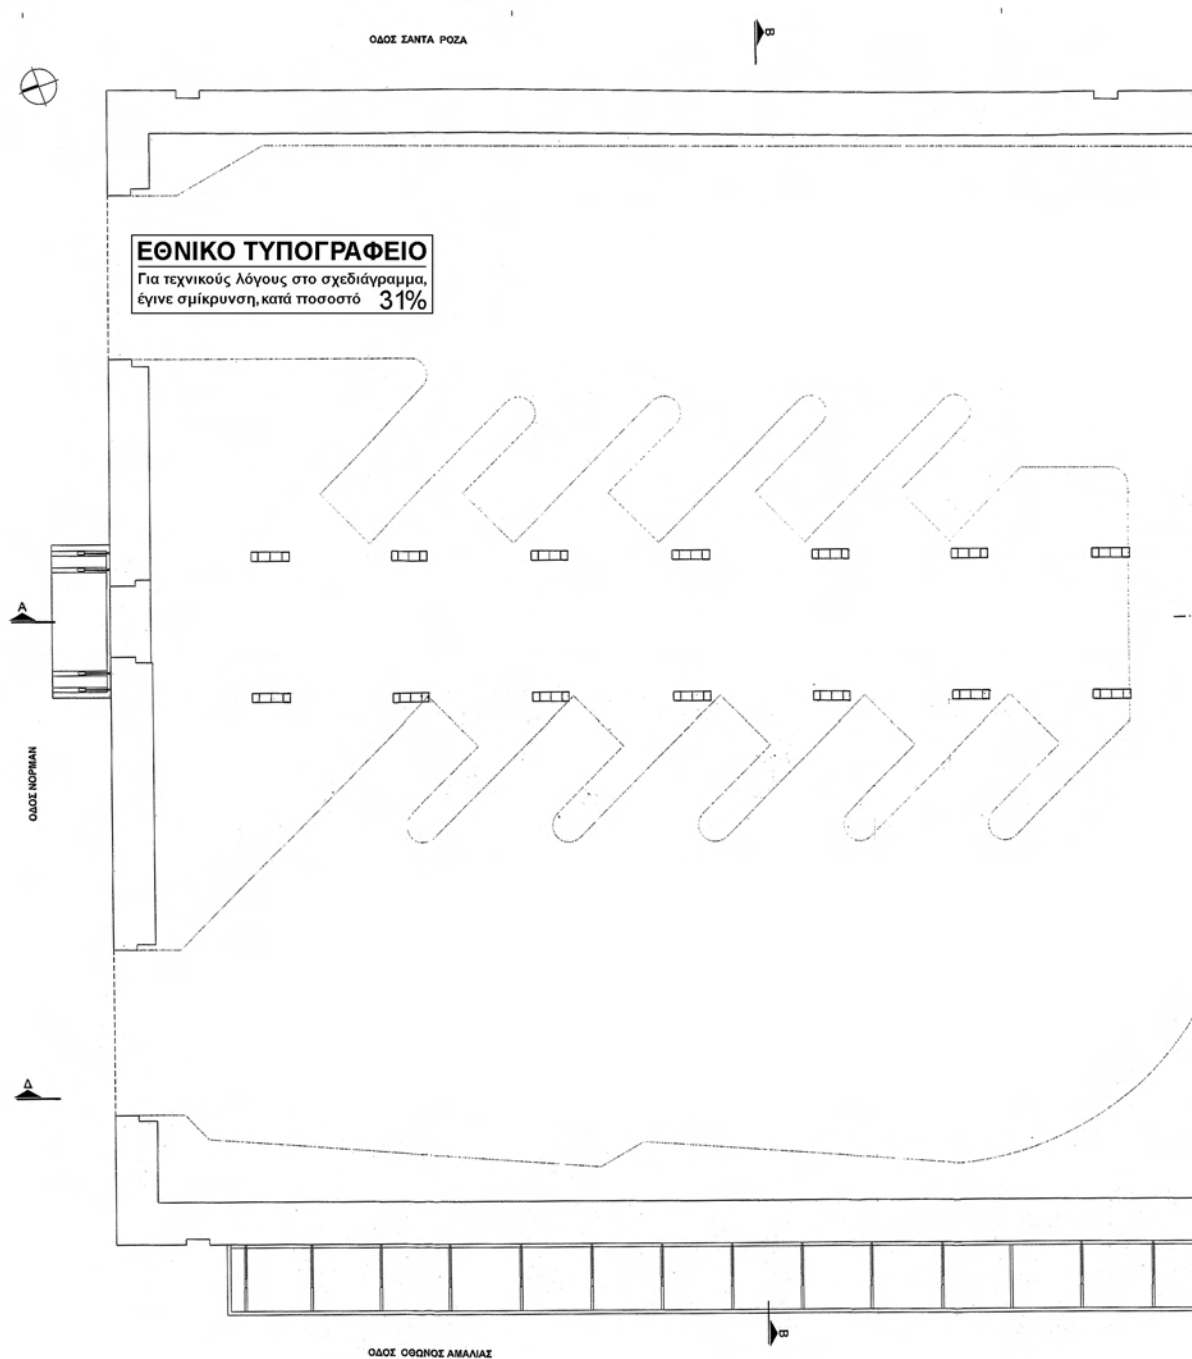 ΟΔΟΣ ΣΑΝΤΑ ΡΟΖΑ
Β
ΕΘΝΙΚΟ ΤΥΠΟΓΡΑΦΕΙΟ
Για τεχνικούς λόγους στο σχεδιάγραμμα,
έγινε σμίκρυνση, κατά ποσοστό 31%
Α
ΟΔΟΣ ΝΟΡΜΑΝ
Δ
Β
ΟΔΟΣ ΟΘΩΝΟΣ ΑΜΑΛΙΑΣ